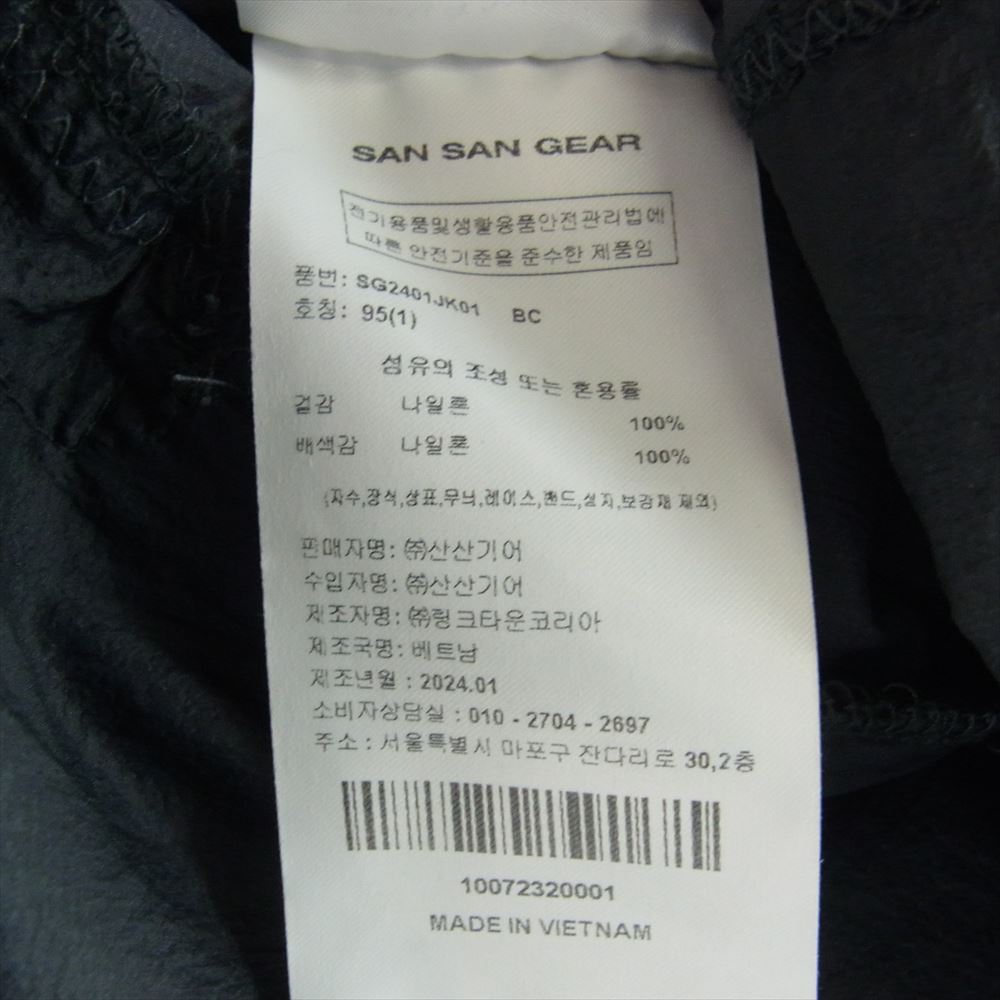 SAN SAN GEAR
전기용품및생활용품안전관리법에
따른 안전기준을 준수한 제품임
품번: SG2401JK01 BC
호칭: 95(1)
섬유의 조성 또는 혼용률
겉감 나일론 100%
배색감 나일론 100%
(자수,장식,상표,무늬,레이스,밴드,심지,보강재 제외)
판매자명: ㈜산산기어
수입자명: ㈜산산기어
제조자명: ㈜링크타운코리아
제조국명: 베트남
제조년월 : 2024.01
소비자상담실 : 010 - 2704 - 2697
주소 : 서울특별시 마포구 잔다리로 30,2층
10072320001
MADE IN VIETNAM